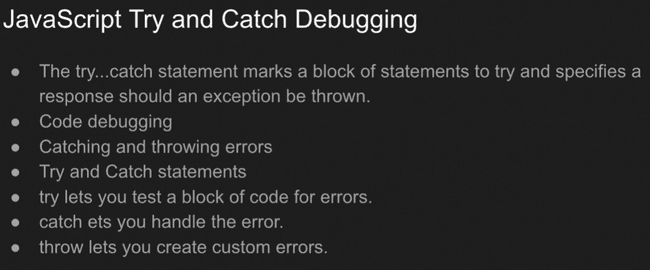 JavaScript Try and Catch Debugging
● The try...catch statement marks a block of statements to try and specifies a
response should an exception be thrown.
● Code debugging
● Catching and throwing errors
● Try and Catch statements
● try lets you test a block of code for errors.
● catch ets you handle the error.
● throw lets you create custom errors.